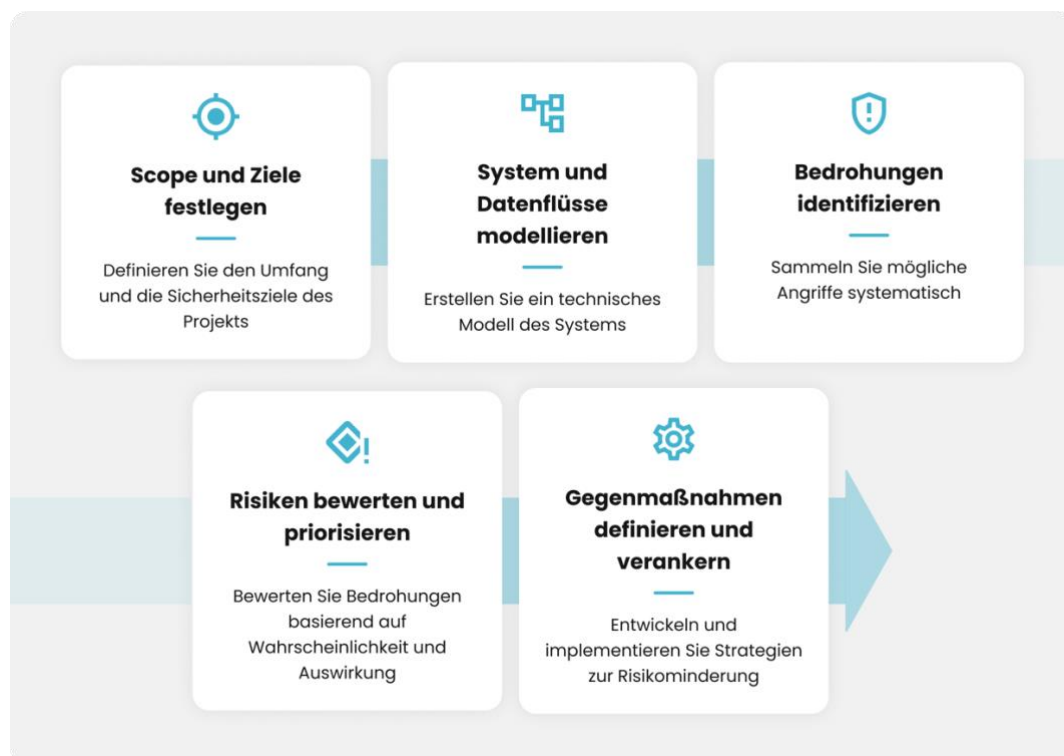 Scope und Ziele
festlegen
Definieren Sie den Umfang
und die Sicherheitsziele des
Projekts
System und
Datenflüsse
modellieren
Erstellen Sie ein technisches
Modell des Systems
Bedrohungen
identifizieren
Sammeln Sie mögliche
Angriffe systematisch
Risiken bewerten und
priorisieren
Bewerten Sie Bedrohungen
basierend auf
Wahrscheinlichkeit und
Auswirkung
Gegenmaßnahmen
definieren und
verankern
Entwickeln und
implementieren Sie Strategien
zur Risikominderung